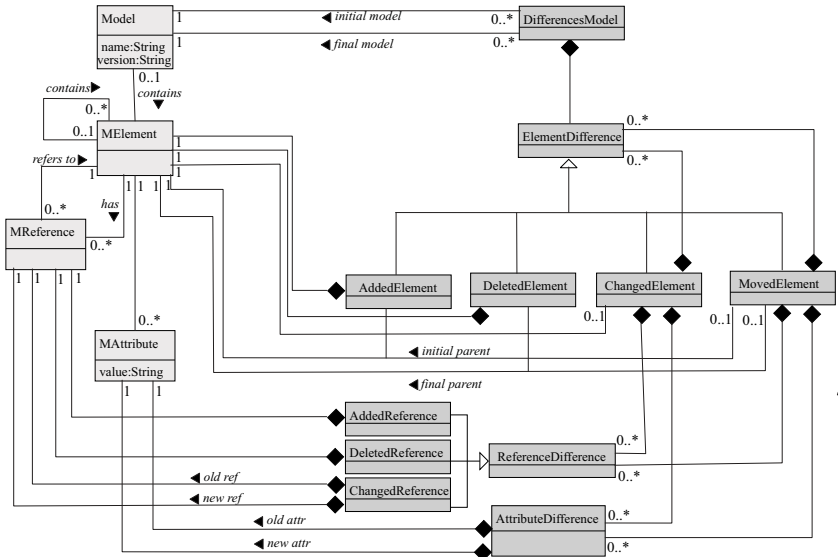 Model
name:String
version:String
1
1
◄ initial model
◄ final model
0..*
0..*
DifferencesModel
0..1
contains
▼
contains►
0..*
0..1
MElement
1
1
1
ElementDifference
0..*
0..*
refers to ►
1
1
1
1
1
has
▼
0..*
MReference
0..*
1
1
1
1
AddedElement
DeletedElement
ChangedElement
MovedElement
0..1
0..1
0..1
0..*
MAttribute
value:String
1
1
◄ initial parent
◄ final parent
AddedReference
DeletedReference
ChangedReference
ReferenceDifference
0..*
0..*
◄ old ref
◄ new ref
◄ old attr
◄ new attr
AttributeDifference
0..*
0..*